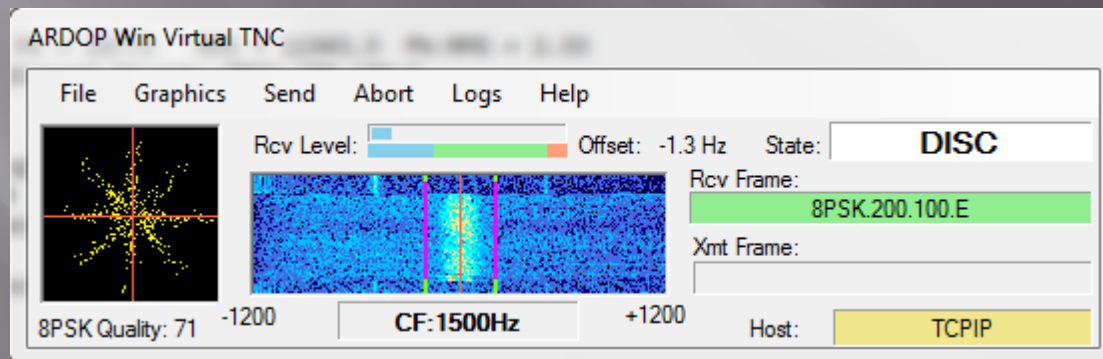 ARDOP Win Virtual TNC
File Graphics Send Abort Logs Help
Rcv Level: Offset: -1.3 Hz State: DISC
Rcv Frame:
8PSK.200.100.E
Xmt Frame:
8PSK Quality: 71 -1200 CF:1500Hz +1200 Host: TCPIP